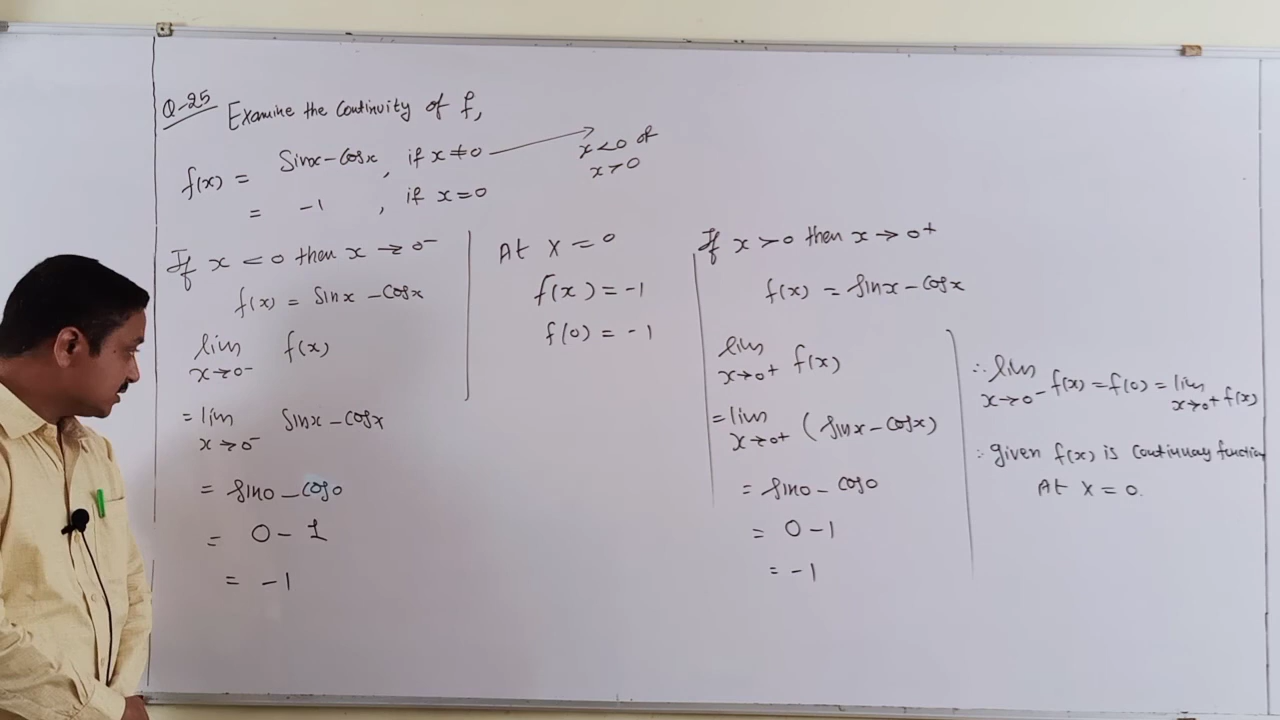 Q-25 Examine the Continuity of f,
f(x) = Sinx-Cosx, if x≠0 → x<0 or
x>0
= -1, if x=0
If x<0 then x→0⁻
f(x) = Sinx - Cosx
lim f(x)
x→0⁻
= lim Sinx - Cosx
x→0⁻
= Sin0 - Cos0
= 0 - 1
= -1
At x = 0
f(x) = -1
f(0) = -1
If x>0 then x→0⁺
f(x) = Sinx - Cosx
lim f(x)
x→0⁺
= lim (Sinx - Cosx)
x→0⁺
= Sin0 - Cos0
= 0 - 1
= -1
∴ lim f(x) = f(0) = lim f(x)
x→0⁻ x→0⁺
∴ given f(x) is Continuous function
At x = 0.